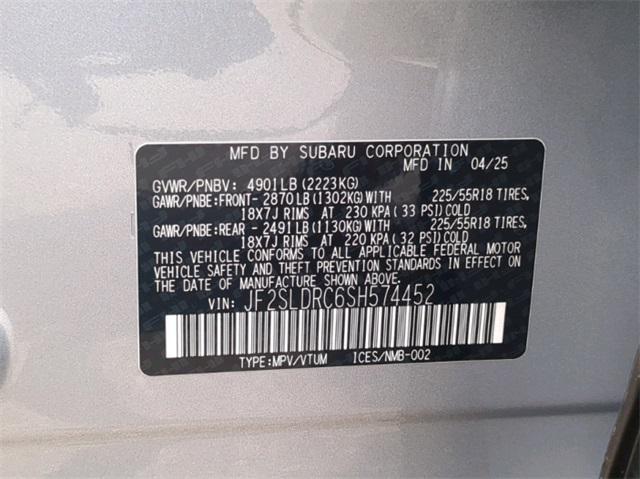 MFD BY SUBARU CORPORATION
MFD IN 04/25
GVWR/PNBV: 4901LB(2223KG)
GAWR/PNBE:FRONT- 2870LB(1302KG)WITH 225/55R18 TIRES,
18X7J RIMS AT 230 KPA(33 PSI)COLD
GAWR/PNBE:REAR - 2491LB(1130KG)WITH 225/55R18 TIRES,
18X7J RIMS AT 220 KPA(32 PSI)COLD
THIS VEHICLE CONFORMS TO ALL APPLICABLE FEDERAL MOTOR
VEHICLE SAFETY AND THEFT PREVENTION STANDARDS IN EFFECT ON
THE DATE OF MANUFACTURE SHOWN ABOVE.
VIN: JF2SLDRC6SH574452
TYPE:MPV/VTUM ICES/NMB-002